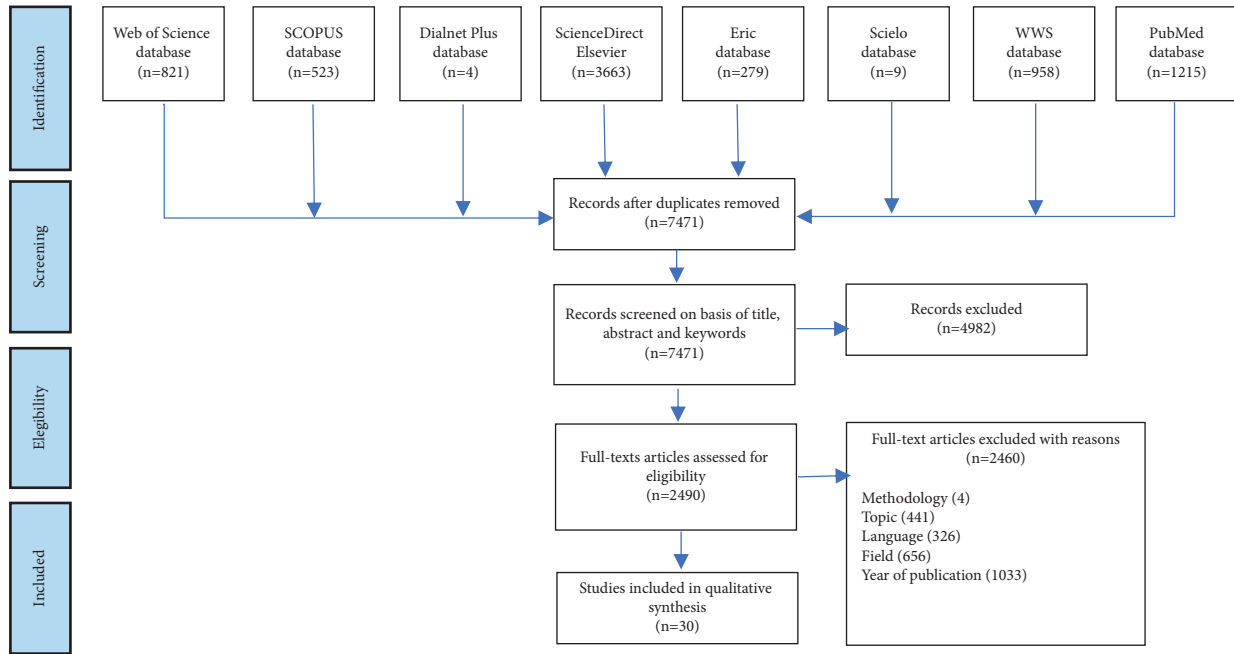 Identification
Web of Science
database
(n=821)
SCOPUS
database
(n=523)
Dialnet Plus
database
(n=4)
ScienceDirect
Elsevier
(n=3663)
Eric
database
(n=279)
Scielo
database
(n=9)
WWS
database
(n=958)
PubMed
database
(n=1215)
Screening
Records after duplicates removed
(n=7471)
Records screened on basis of title,
abstract and keywords
(n=7471)
Records excluded
(n=4982)
Elegibility
Full-texts articles assessed for
eligibility
(n=2490)
Full-text articles excluded with reasons
(n=2460)
Methodology (4)
Topic (441)
Language (326)
Field (656)
Year of publication (1033)
Included
Studies included in qualitative
synthesis
(n=30)